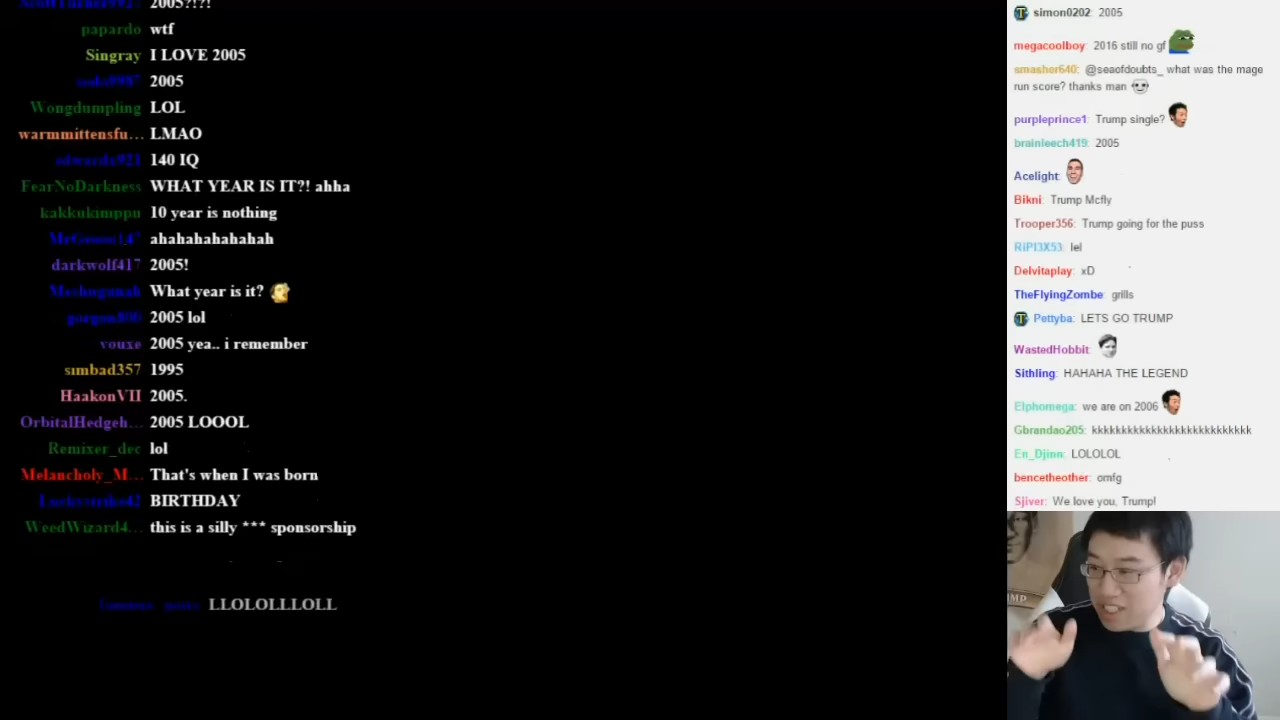 2005?!?!
papardo wtf
Singray I LOVE 2005
2005
Wongdumpling LOL
warmmittensfu… LMAO
edwardx921 140 IQ
FearNoDarkness WHAT YEAR IS IT?! ahha
kakkukimppu 10 year is nothing
ahahahahahahah
darkwolf417 2005!
Meshugunah What year is it?
2005 lol
vouxe 2005 yea.. i remember
simbad357 1995
HaakonVII 2005.
OrbitalHedgeh… 2005 LOOOL
Remixer_dec lol
Melancholy_M… That's when I was born
BIRTHDAY
WeedWizard4… this is a silly *** sponsorship
LLOLOLLLOLL
simon0202: 2005
megacoolboy: 2016 still no gf
smasher640: @seaofdoubts_ what was the mage
run score? thanks man
purpleprince1: Trump single?
brainleech419: 2005
Acelight:
Bikni: Trump Mcfly
Trooper356: Trump going for the puss
RiPI3X53: lel
Delvitaplay: xD
TheFlyingZombe: grills
Pettyba: LETS GO TRUMP
WastedHobbit:
Sithling: HAHAHA THE LEGEND
Elphomega: we are on 2006
Gbrandao205: kkkkkkkkkkkkkkkkkkkkkkkkkkk
En_Djinn: LOLOLOL
bencetheother: omfg
Sjiver: We love you, Trump!